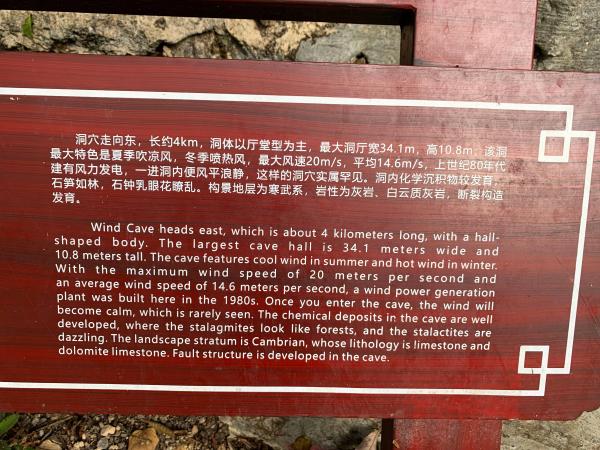 洞穴走向东，长约4km，洞体以厅堂型为主，最大洞厅宽34.1m，高10.8m；该洞
最大特色是夏季吹凉风，冬季喷热风，最大风速20m/s，平均14.6m/s，上世纪80年代
建有风力发电，一进洞内便风平浪静，这样的洞穴实属罕见。洞内化学沉积物较发育，
石笋如林，石钟乳眼花瞭乱。构景地层为寒武系，岩性为灰岩、白云质灰岩，断裂构造
发育。
Wind Cave heads east, which is about 4 kilometers long, with a hall-
shaped body. The largest cave hall is 34.1 meters wide and
10.8 meters tall. The cave features cool wind in summer and hot wind in winter.
With the maximum wind speed of 20 meters per second and
an average wind speed of 14.6 meters per second, a wind power generation
plant was built here in the 1980s. Once you enter the cave, the wind will
become calm, which is rarely seen. The chemical deposits in the cave are well
developed, where the stalagmites look like forests, and the stalactites are
dazzling. The landscape stratum is Cambrian, whose lithology is limestone and
dolomite limestone. Fault structure is developed in the cave.